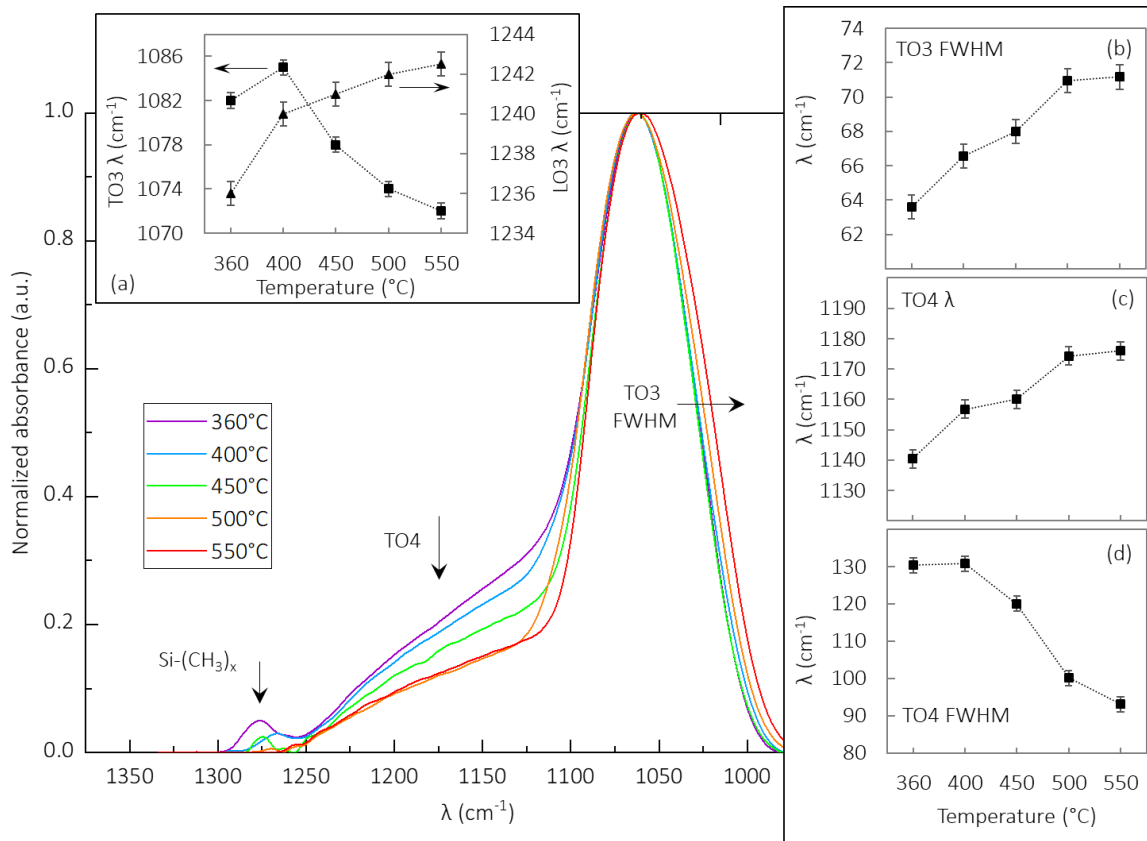 1086
1082
1078
1074
1070
TO3 λ (cm-1)
1244
1242
1240
1238
1236
1234
LO3 λ (cm-1)
360 400 450 500 550
Temperature (°C)
(a)
1.0
0.8
0.6
0.4
0.2
0.0
Normalized absorbance (a.u.)
360°C
400°C
450°C
500°C
550°C
TO3
FWHM
TO4
Si-(CH3)x
1350 1300 1250 1200 1150 1100 1050 1000
λ (cm-1)
TO3 FWHM
(b)
74
72
70
68
66
64
62
λ (cm-1)
TO4 λ
(c)
1190
1180
1170
1160
1150
1140
1130
λ (cm-1)
(d)
130
120
110
100
90
80
λ (cm-1)
TO4 FWHM
360 400 450 500 550
Temperature (°C)